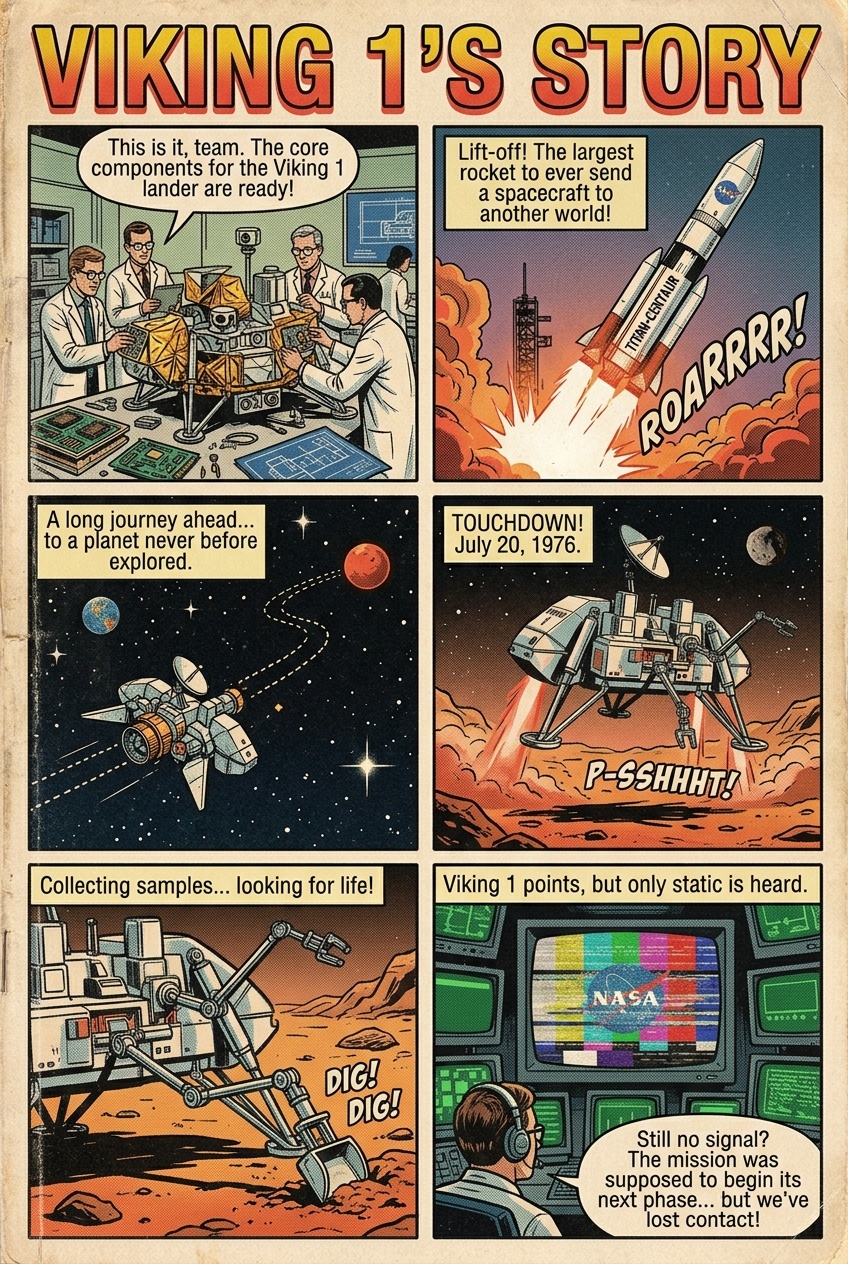 VIKING 1'S STORY
This is it, team. The core
components for the Viking 1
lander are ready!
Lift-off! The largest
rocket to ever send
a spacecraft to
another world!
TITAN-CENTAUR
ROARRRR!
A long journey ahead...
to a planet never before
explored.
TOUCHDOWN!
July 20, 1976.
P-SSHHHT!
Collecting samples... looking for life!
DIG!
DIG!
Viking 1 points, but only static is heard.
NASA
Still no signal?
The mission was
supposed to begin its
next phase... but we've
lost contact!